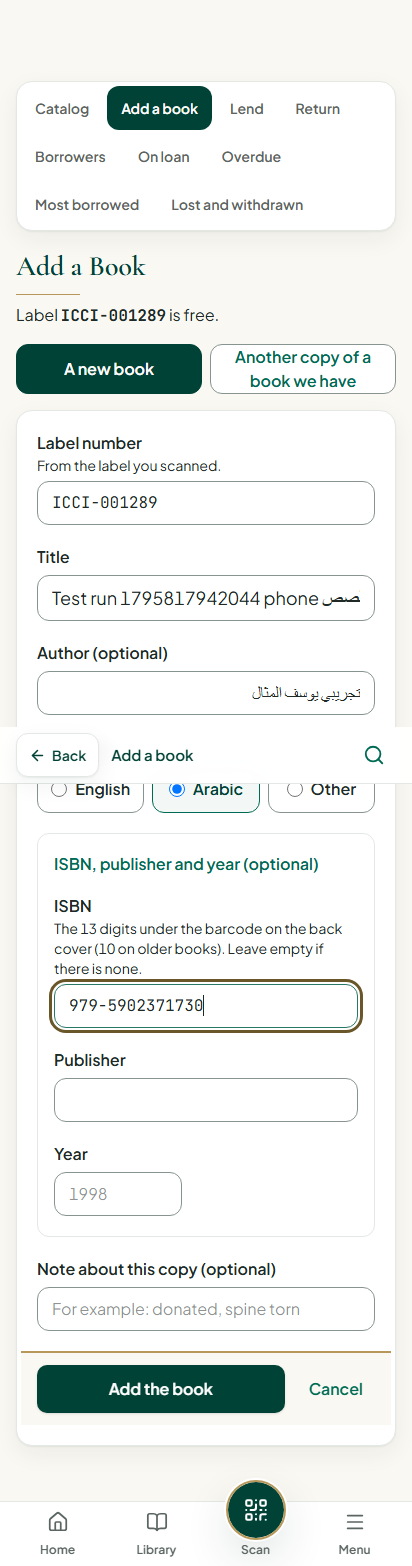 Catalog Add a book Lend Return
Borrowers On loan Overdue
Most borrowed Lost and withdrawn
Add a Book
Label ICCI-001289 is free.
A new book
Another copy of a
book we have
Label number
From the label you scanned.
ICCI-001289
Title
Test run 1795817942044 phone قصص
Author (optional)
تجريبي يوسف المثال
Back Add a book
English Arabic Other
ISBN, publisher and year (optional)
ISBN
The 13 digits under the barcode on the back
cover (10 on older books). Leave empty if
there is none.
979-5902371730
Publisher
Year
1998
Note about this copy (optional)
For example: donated, spine torn
Add the book Cancel
Home Library Scan Menu